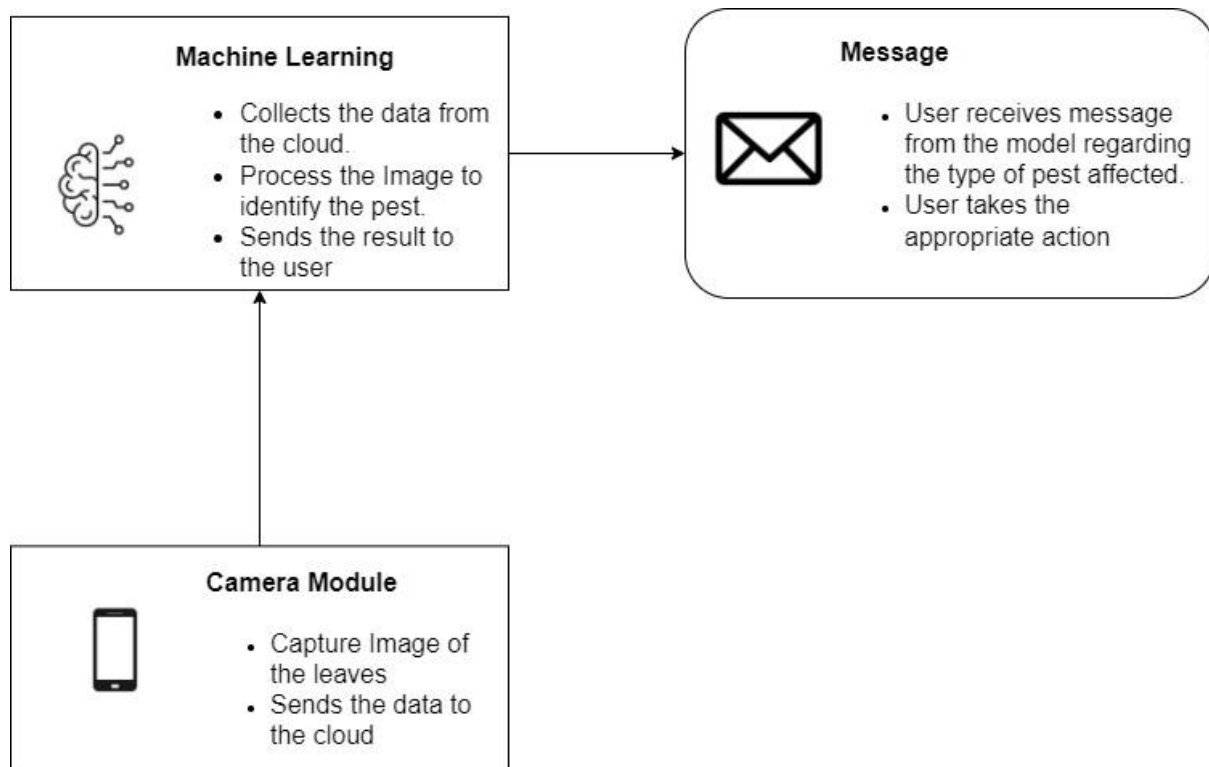 Machine Learning
• Collects the data from
the cloud.
• Process the Image to
identify the pest.
• Sends the result to
the user
Message
• User receives message
from the model regarding
the type of pest affected.
• User takes the
appropriate action
Camera Module
• Capture Image of
the leaves
• Sends the data to
the cloud